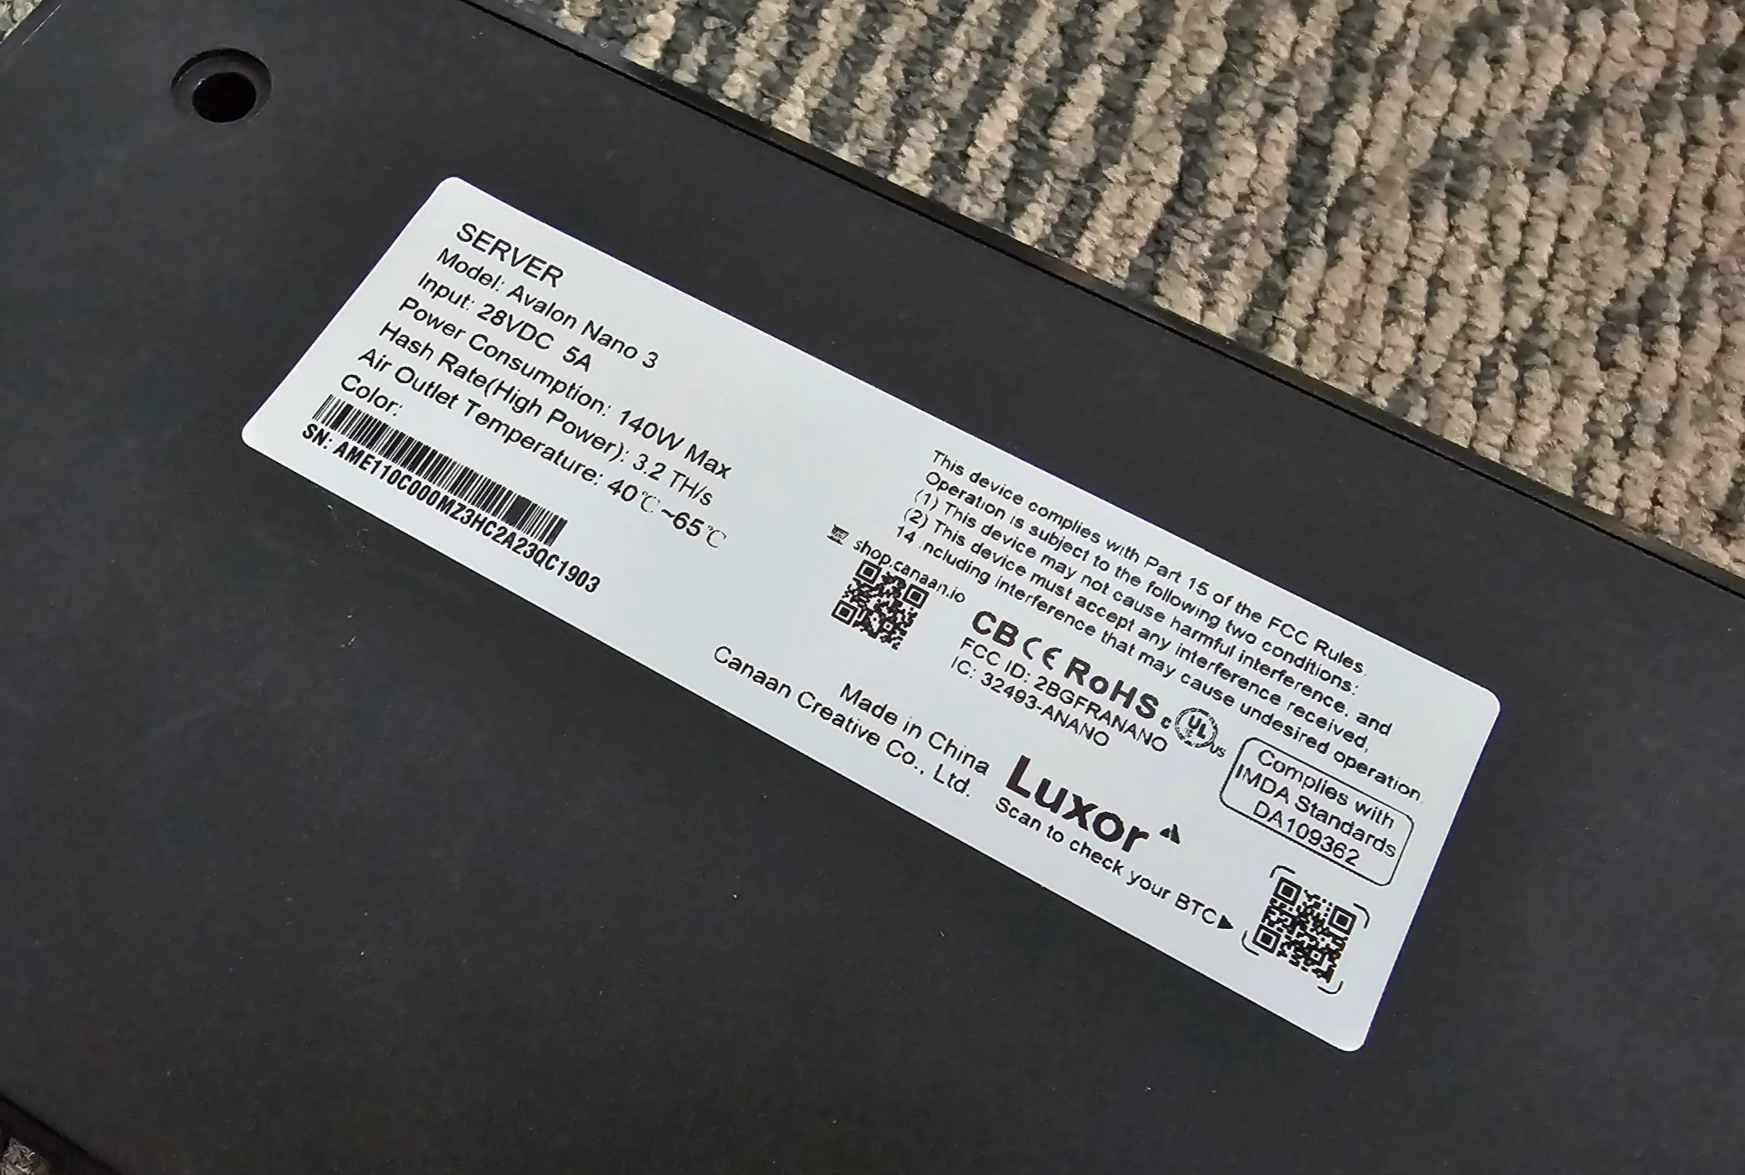 SERVER
Model: Avalon Nano 3
Input: 28VDC 5A
Power Consumption: 140W Max
Hash Rate(High Power): 3.2 TH/s
Air Outlet Temperature: 40℃~65℃
Color:
SN: AME110C000MZ3HC2A23QC1903
This device complies with Part 15 of the FCC Rules.
Operation is subject to the following two conditions:
(1) This device may not cause harmful interference, and
(2) This device must accept any interference received,
14 including interference that may cause undesired operation.
shop.canaan.io
CB CE RoHS c UL us
FCC ID: 2BGFRANANO
IC: 32493-ANANO
Complies with
IMDA Standards
DA109362
Made in China
Canaan Creative Co., Ltd.
Luxor
Scan to check your BTC